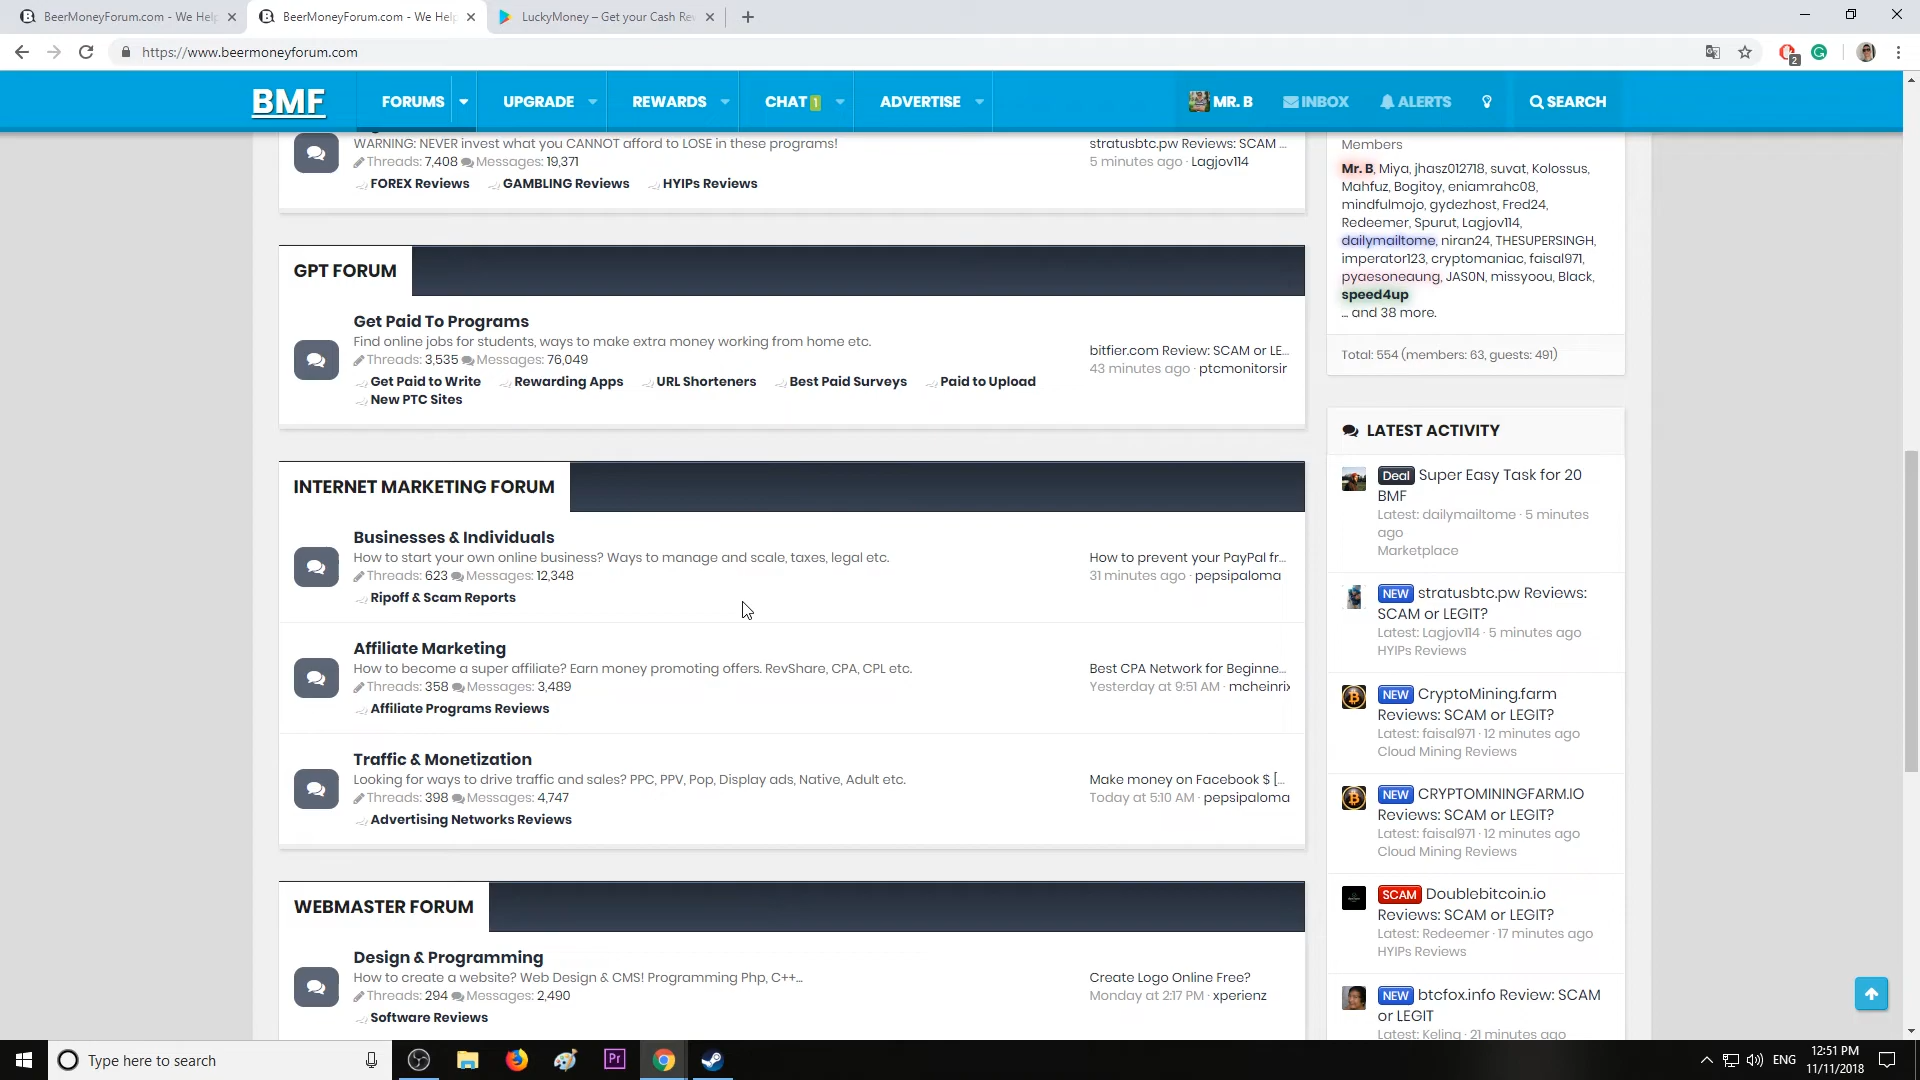 BeerMoneyForum.com - We Help
BeerMoneyForum.com - We Help
LuckyMoney – Get your Cash Re
https://www.beermoneyforum.com
2
BMF
FORUMS
UPGRADE
REWARDS
CHAT 1
ADVERTISE
MR. B
INBOX
ALERTS
SEARCH
WARNING: NEVER invest what you CANNOT afford to LOSE in these programs!
Threads: 7,408 Messages: 19,371
FOREX Reviews GAMBLING Reviews HYIPs Reviews
stratusbtc.pw Reviews: SCAM ...
5 minutes ago · Lagjov114
GPT FORUM
Get Paid To Programs
Find online jobs for students, ways to make extra money working from home etc.
Threads: 3,535 Messages: 76,049
Get Paid to Write Rewarding Apps URL Shorteners Best Paid Surveys Paid to Upload
New PTC Sites
bitfier.com Review: SCAM or LE...
43 minutes ago · ptcmonitorsir
INTERNET MARKETING FORUM
Businesses & Individuals
How to start your own online business? Ways to manage and scale, taxes, legal etc.
Threads: 623 Messages: 12,348
Ripoff & Scam Reports
How to prevent your PayPal fr...
31 minutes ago · pepsipaloma
Affiliate Marketing
How to become a super affiliate? Earn money promoting offers. RevShare, CPA, CPL etc.
Threads: 358 Messages: 3,489
Affiliate Programs Reviews
Best CPA Network for Beginne...
Yesterday at 9:51 AM · mcheinrix
Traffic & Monetization
Looking for ways to drive traffic and sales? PPC, PPV, Pop, Display ads, Native, Adult etc.
Threads: 398 Messages: 4,747
Advertising Networks Reviews
Make money on Facebook $ [...
Today at 5:10 AM · pepsipaloma
WEBMASTER FORUM
Design & Programming
How to create a website? Web Design & CMS! Programming Php, C++...
Threads: 294 Messages: 2,490
Software Reviews
Create Logo Online Free?
Monday at 2:17 PM · xperienz
Members
Mr. B, Miya, jhasz012718, suvat, Kolossus,
Mahfuz, Bogitoy, eniamrahc08,
mindfulmojo, gydezhost, Fred24,
Redeemer, Spurut, Lagjov114,
dailymailtome, niran24, THESUPERSINGH,
imperator123, cryptomaniac, faisal971,
pyaesoneaung, JAS0N, missyoou, Black,
speed4up
... and 38 more.
Total: 554 (members: 63, guests: 491)
LATEST ACTIVITY
Deal Super Easy Task for 20
BMF
Latest: dailymailtome · 5 minutes
ago
Marketplace
NEW stratusbtc.pw Reviews:
SCAM or LEGIT?
Latest: Lagjov114 · 5 minutes ago
HYIPs Reviews
NEW CryptoMining.farm
Reviews: SCAM or LEGIT?
Latest: faisal971 · 12 minutes ago
Cloud Mining Reviews
NEW CRYPTOMININGFARM.IO
Reviews: SCAM or LEGIT?
Latest: faisal971 · 12 minutes ago
Cloud Mining Reviews
SCAM Doublebitcoin.io
Reviews: SCAM or LEGIT?
Latest: Redeemer · 17 minutes ago
HYIPs Reviews
NEW btcfox.info Review: SCAM
or LEGIT
Latest: Keling · 21 minutes ago
Type here to search
Pr
ENG
12:51 PM
11/11/2018